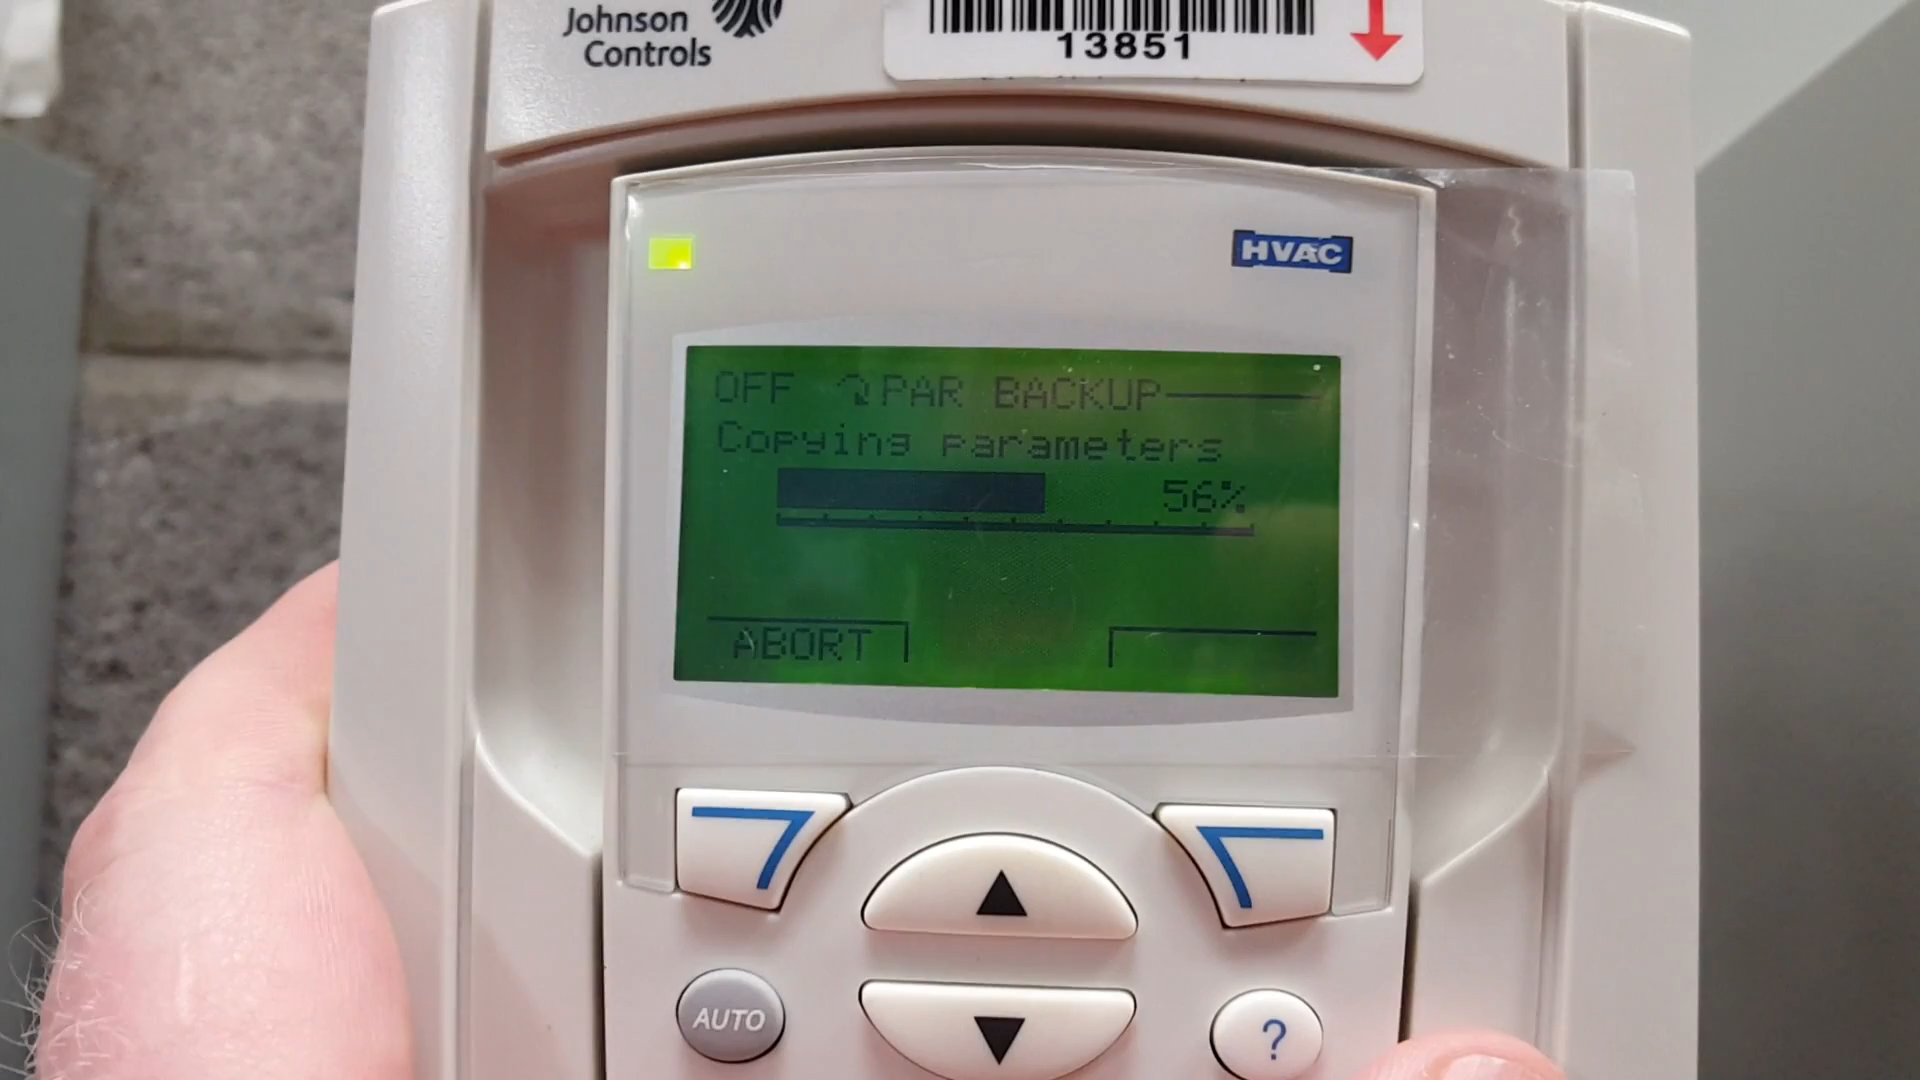 Johnson
Controls
13851
HVAC
OFF PAR BACKUP
Copying parameters
56%
ABORT
AUTO
?